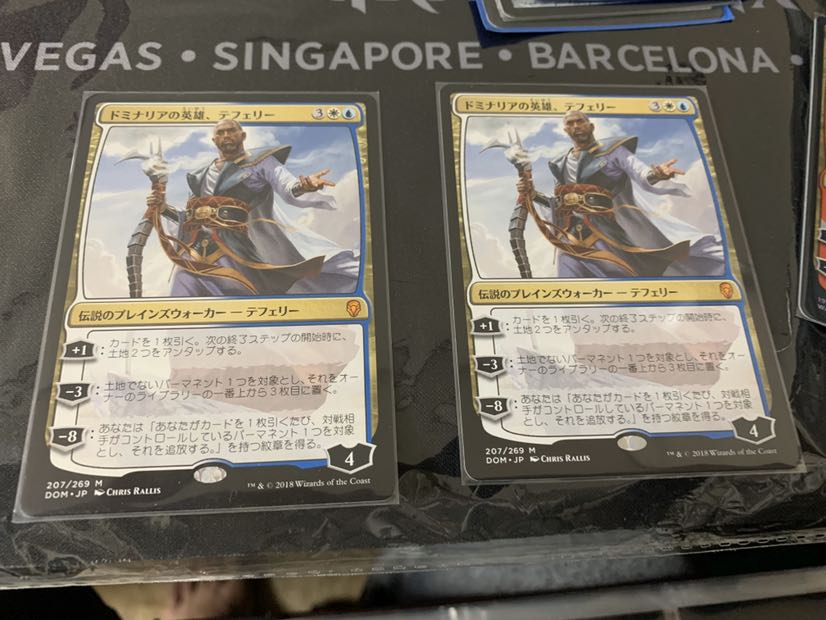 VEGAS • SINGAPORE • BARCELONA •
ドミナリアの英雄、テフェリー 3
伝説のプレインズウォーカー — テフェリー
+1 : カードを1枚引く。次の終了ステップの開始時に、
土地2つをアンタップする。
-3 : 土地でないパーマネント1つを対象とし、それをオー
ナーのライブラリーの一番上から3枚目に置く。
-8 : あなたは「あなたがカードを1枚引くたび、対戦相
手がコントロールしているパーマネント1つを対象
とし、それを追放する。」を持つ紋章を得る。
4
207/269 M
DOM • JP Chris Rallis
™ & © 2018 Wizards of the Coast
ドミナリアの英雄、テフェリー 3
伝説のプレインズウォーカー — テフェリー
+1 : カードを1枚引く。次の終了ステップの開始時に、
土地2つをアンタップする。
-3 : 土地でないパーマネント1つを対象とし、それをオー
ナーのライブラリーの一番上から3枚目に置く。
-8 : あなたは「あなたがカードを1枚引くたび、対戦相
手がコントロールしているパーマネント1つを対象
とし、それを追放する。」を持つ紋章を得る。
4
207/269 M
DOM • JP Chris Rallis
™ & © 2018 Wizards of the Coast